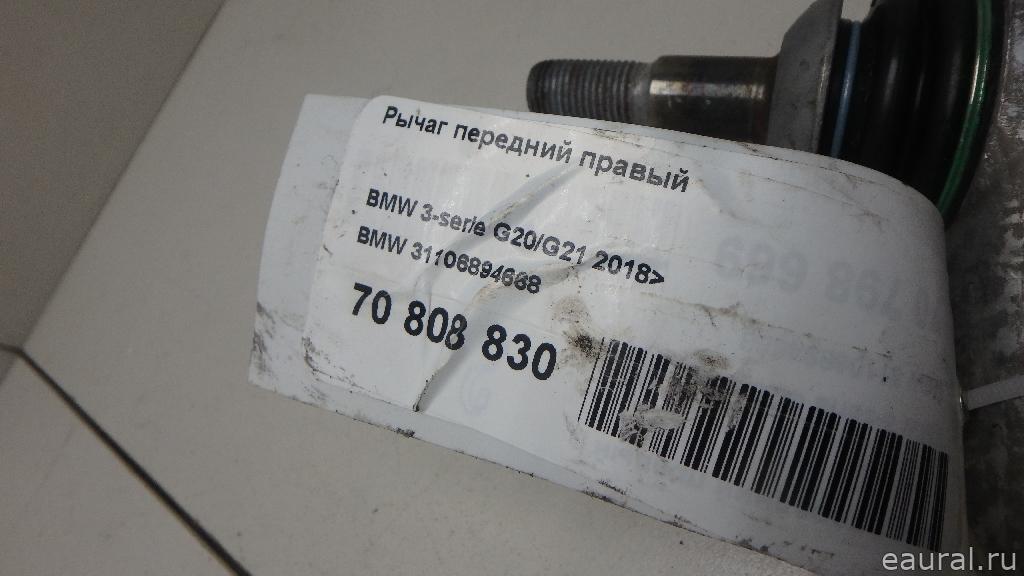 Рычаг передний правый
BMW 3-serie G20/G21 2018>
BMW 31106894668
70 808 830
eaural.ru